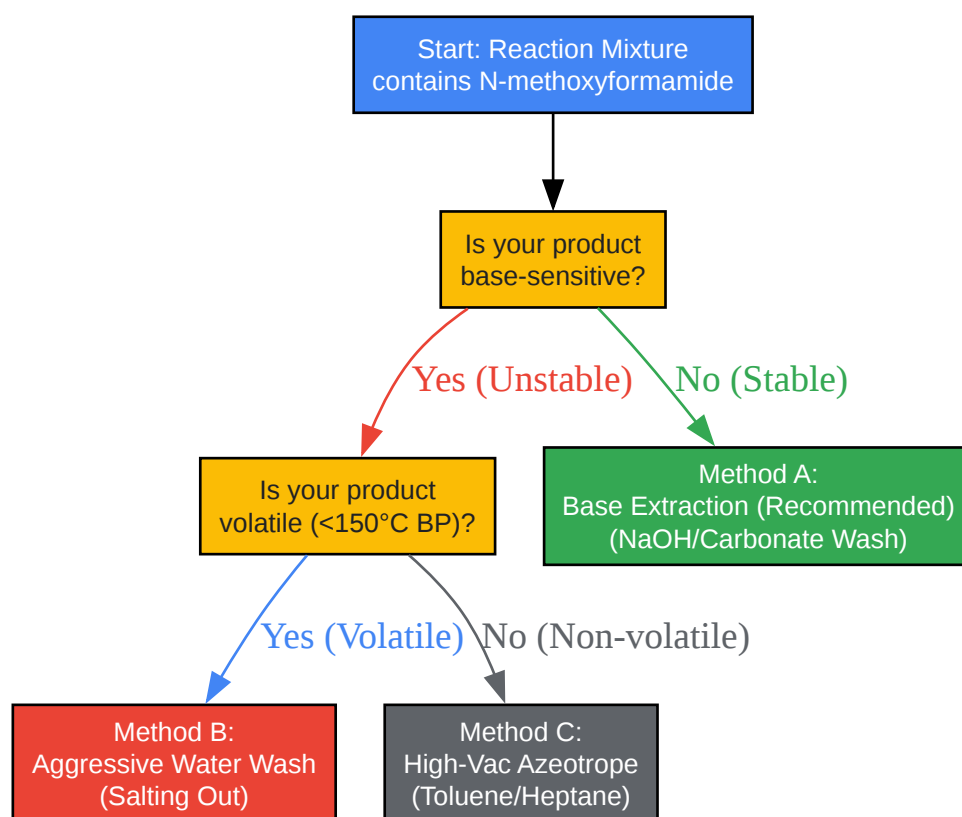 Start: Reaction Mixture
contains N-methoxyformamide
Is your product
base-sensitive?
Yes (Unstable)
No (Stable)
Is your product
volatile (<150°C BP)?
Method A:
Base Extraction (Recommended)
(NaOH/Carbonate Wash)
Yes (Volatile)
No (Non-volatile)
Method B:
Aggressive Water Wash
(Salting Out)
Method C:
High-Vac Azeotrope
(Toluene/Heptane)